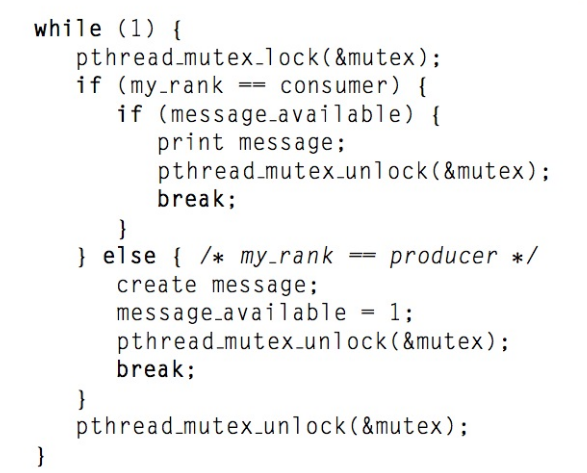 while (1) {
pthread_mutex_lock(&mutex);
if (my_rank == consumer) {
if (message_available) {
print message;
pthread_mutex_unlock(&mutex);
break;
}
} else { /* my_rank == producer */
create message;
message_available = 1;
pthread_mutex_unlock(&mutex);
break;
}
pthread_mutex_unlock(&mutex);
}